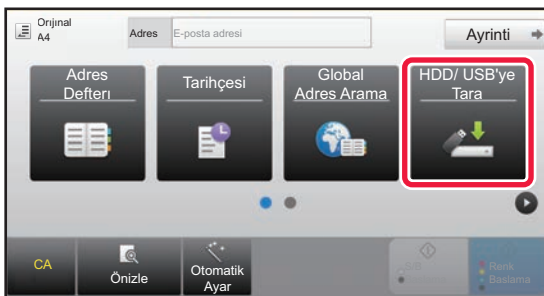 Orijinal
A4
Adres
E-posta adresi
Ayrinti
Adres
Defteri
Tarihçesi
Global
Adres Arama
HDD/ USB'ye
Tara
CA
Önizle
Otomatik
Ayar
Renk
Baslama